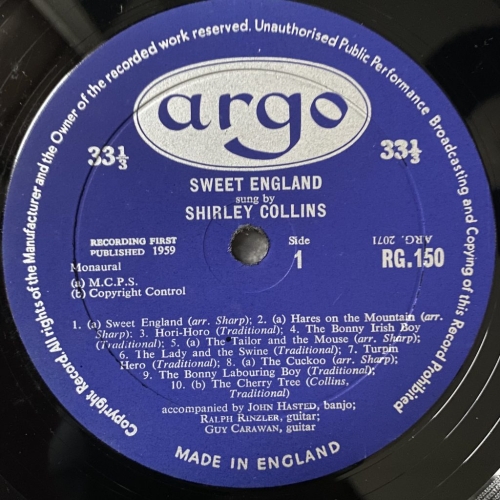 Copyright Record. All rights of the Manufacturer and the Owner of the recorded work reserved. Unauthorised Public Performance Broadcasting and Copying of this Record Prohibited
argo
33⅓
33⅓
SWEET ENGLAND
sung by
SHIRLEY COLLINS
RECORDING FIRST
PUBLISHED 1959
Side
1
ARG. 2071
RG.150
Monaural
(a) M.C.P.S.
(b) Copyright Control
1. (a) Sweet England (arr. Sharp); 2. (a) Hares on the Mountain (arr.
Sharp); 3. Hori-Horo (Traditional); 4. The Bonny Irish Boy
(Traditional); 5. (a) The Tailor and the Mouse (arr. Sharp);
6. The Lady and the Swine (Traditional); 7. Turpin
Hero (Traditional); 8. (a) The Cuckoo (arr. Sharp);
9. The Bonny Labouring Boy (Traditional);
10. (b) The Cherry Tree (Collins,
Traditional)
accompanied by JOHN HASTED, banjo;
RALPH RINZLER, guitar;
GUY CARAWAN, guitar
MADE IN ENGLAND